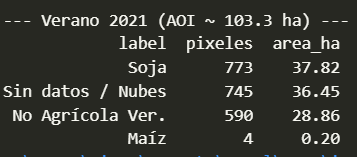 --- Verano 2021 (AOI ~ 103.3 ha) ---
label pixeles area_ha
Soja 773 37.82
Sin datos / Nubes 745 36.45
No Agrícola Ver. 590 28.86
Maíz 4 0.20